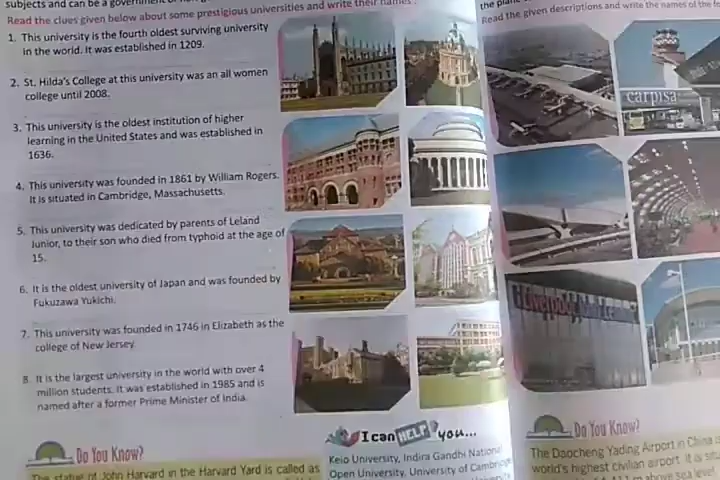 subjects and can be a
Read the clues given below about some prestigious universities and write their names.
1. This university is the fourth oldest surviving university
in the world. It was established in 1209.
2. St. Hilda's College at this university was an all women
college until 2008.
3. This university is the oldest institution of higher
learning in the United States and was established in
1636.
4. This university was founded in 1861 by William Rogers.
It is situated in Cambridge, Massachusetts.
5. This university was dedicated by parents of Leland
Junior, to their son who died from typhoid at the age of
15.
6. It is the oldest university of Japan and was founded by
Fukuzawa Yukichi.
7. This university was founded in 1746 in Elizabeth as the
college of New Jersey.
8. It is the largest university in the world with over 4
million students. It was established in 1985 and is
named after a former Prime Minister of India.
Do You Know?
The statue of John Harvard in the Harvard Yard is called as
I can HELP you...
Keio University, Indira Gandhi National
Open University, University of Cambridge
the plane
Read the given descriptions and write the names of the
carpisa
Liverpool John Lennon
Do You Know?
The Daocheng Yading Airport in China is
world's highest civilian airport. It is
above sea level